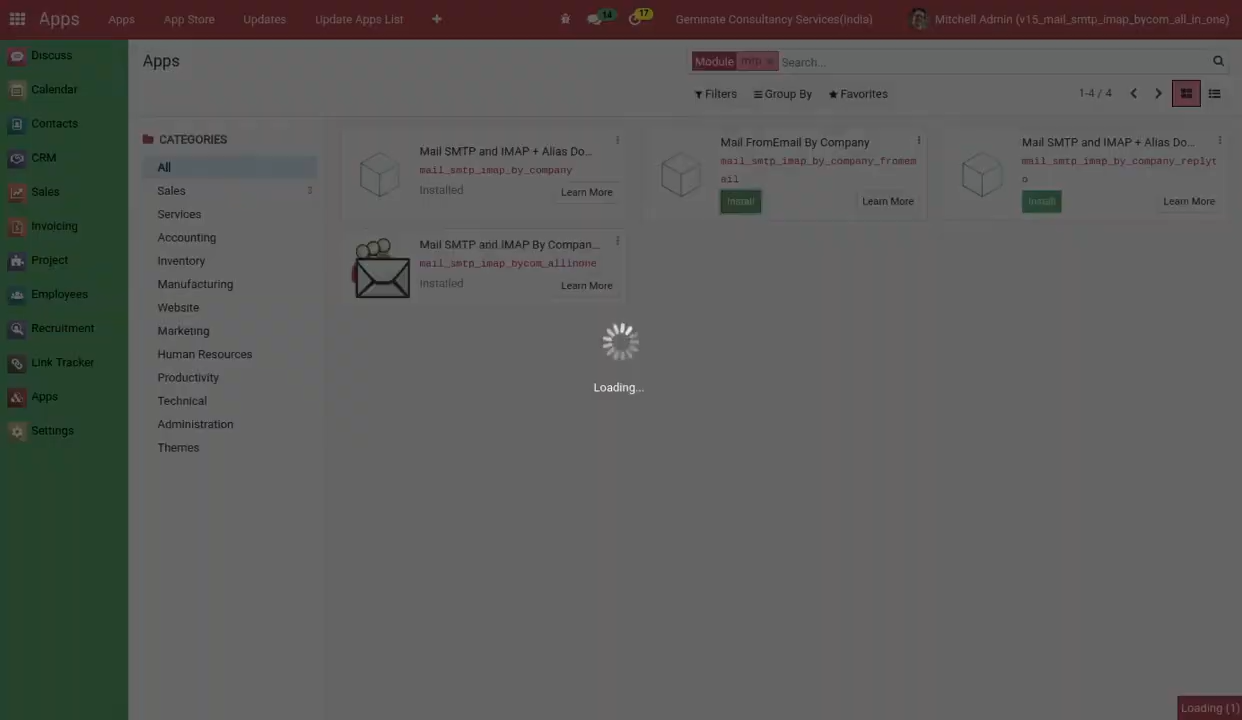 Apps Apps App Store Updates Update Apps List + 14 17 Geminate Consultancy Services(India) Mitchell Admin (v15_mail_smtp_imap_bycom_all_in_one)
Discuss
Calendar
Contacts
CRM
Sales
Invoicing
Project
Employees
Recruitment
Link Tracker
Apps
Settings
Apps
Module Search...
Filters Group By Favorites
1-4 / 4
CATEGORIES
All
Sales
Services
Accounting
Inventory
Manufacturing
Website
Marketing
Human Resources
Productivity
Technical
Administration
Themes
Mail SMTP and IMAP + Alias Do...
mail_smtp_imap_by_company
Installed Learn More
Mail FromEmail By Company
mail_smtp_imap_by_company_fromem
ail
Install Learn More
Mail SMTP and IMAP + Alias Do...
mail_smtp_imap_by_company_replyt
o
Install Learn More
Mail SMTP and IMAP By Compan...
mail_smtp_imap_bycom_allinone
Installed Learn More
Loading...
Loading (1)